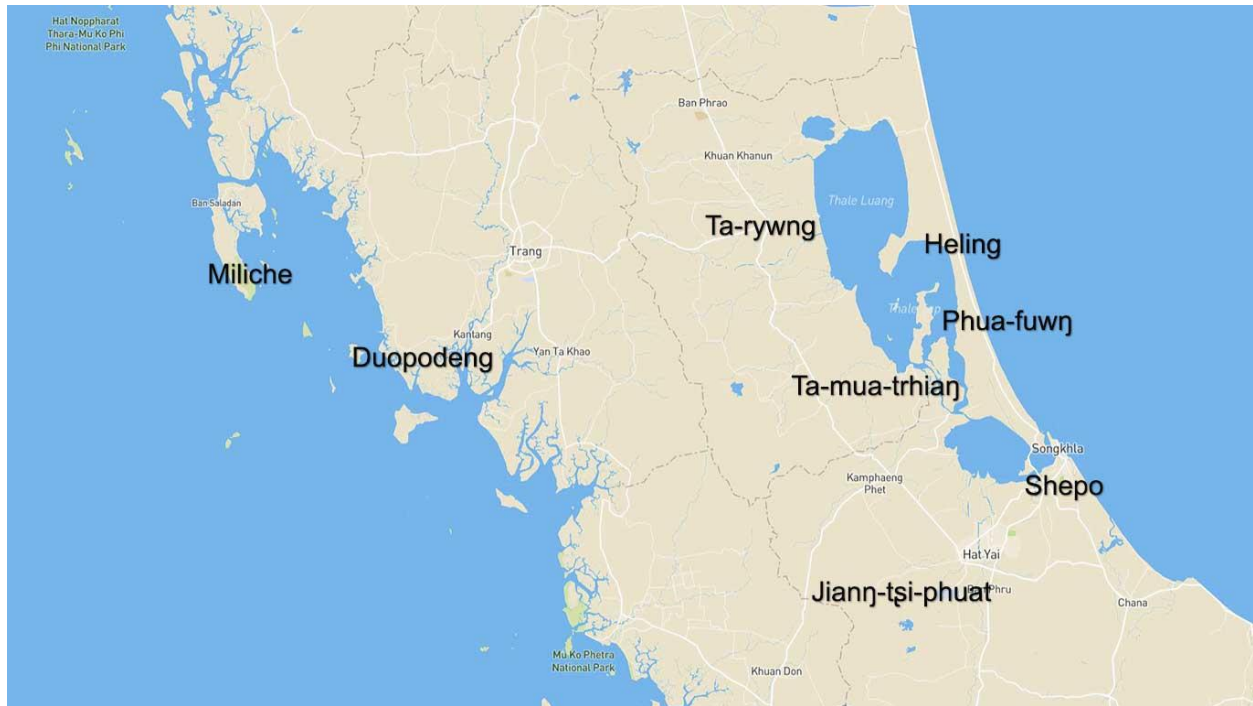 Hat Noppharat
Thara-Mu Ko Phi
Phi National Park
Ban Phrao
Khuan Khanun
Ban Saladan
Thale Luang
Ta-rywng
Trang
Heling
Miliche
Phua-fuwŋ
Kantang
Duopodeng
Yan Ta Khao
Ta-mua-trhiaŋ
Songkhla
Kamphaeng
Phet
Shepo
Hat Yai
Jianŋ-tʂi-phuat
Phru
Chana
Mu Ko Phetra
National Park
Khuan Don